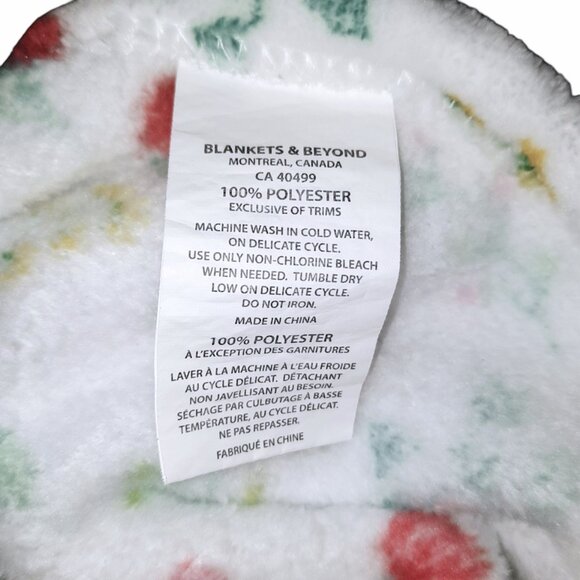 BLANKETS & BEYOND
MONTREAL, CANADA
CA 40499
100% POLYESTER
EXCLUSIVE OF TRIMS
MACHINE WASH IN COLD WATER,
ON DELICATE CYCLE.
USE ONLY NON-CHLORINE BLEACH
WHEN NEEDED. TUMBLE DRY
LOW ON DELICATE CYCLE.
DO NOT IRON.
MADE IN CHINA
100% POLYESTER
À L'EXCEPTION DES GARNITURES
LAVER À LA MACHINE À L'EAU FROIDE
AU CYCLE DÉLICAT. DÉTACHANT
NON JAVELLISANT AU BESOIN.
SÉCHAGE PAR CULBUTAGE À BASSE
TEMPÉRATURE, AU CYCLE DÉLICAT.
NE PAS REPASSER.
FABRIQUÉ EN CHINE